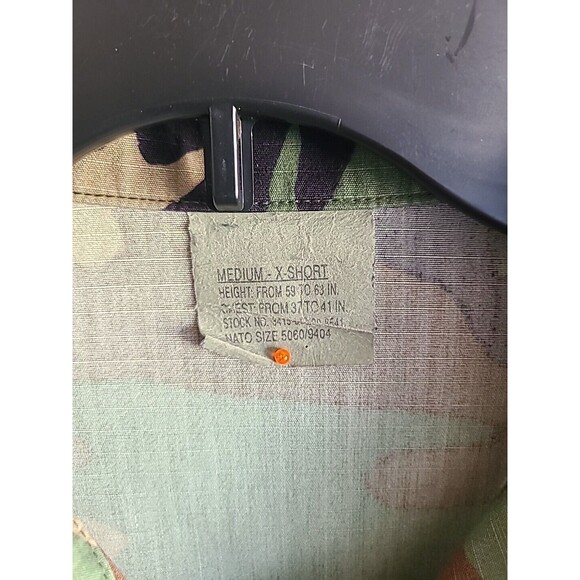 MEDIUM - X-SHORT
HEIGHT: FROM 59 TO 63 IN.
CHEST: FROM 37 TO 41 IN.
STOCK NO.
NATO SIZE 5060/9404